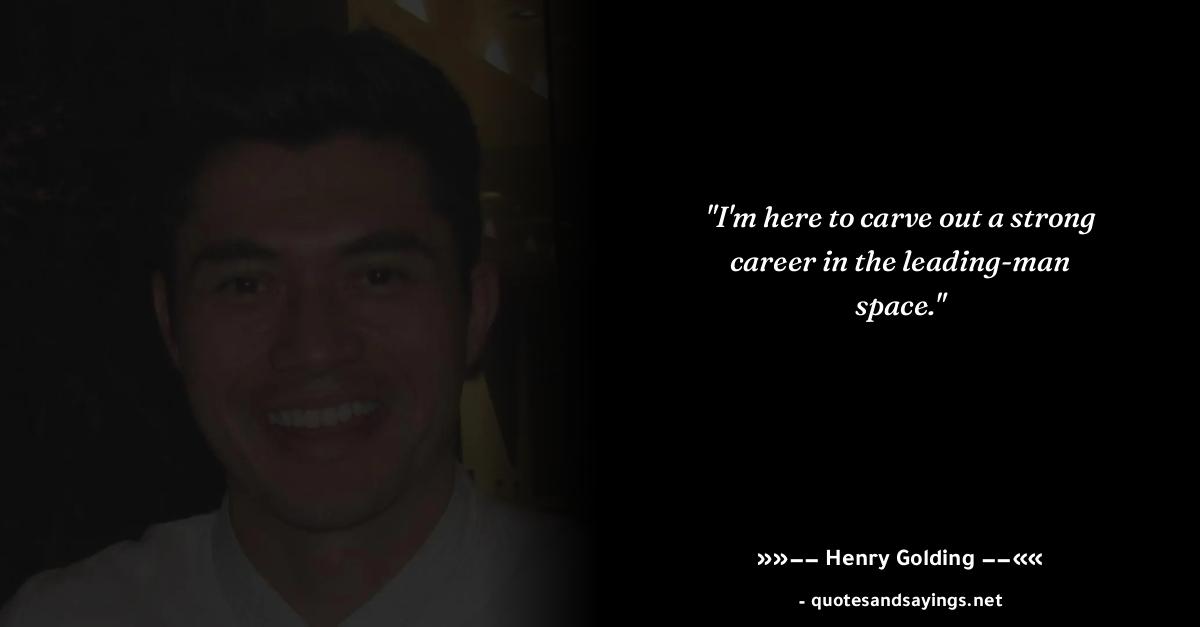 "I'm here to carve out a strong
career in the leading-man
space."
»»−− Henry Golding −−««
- quotesandsayings.net